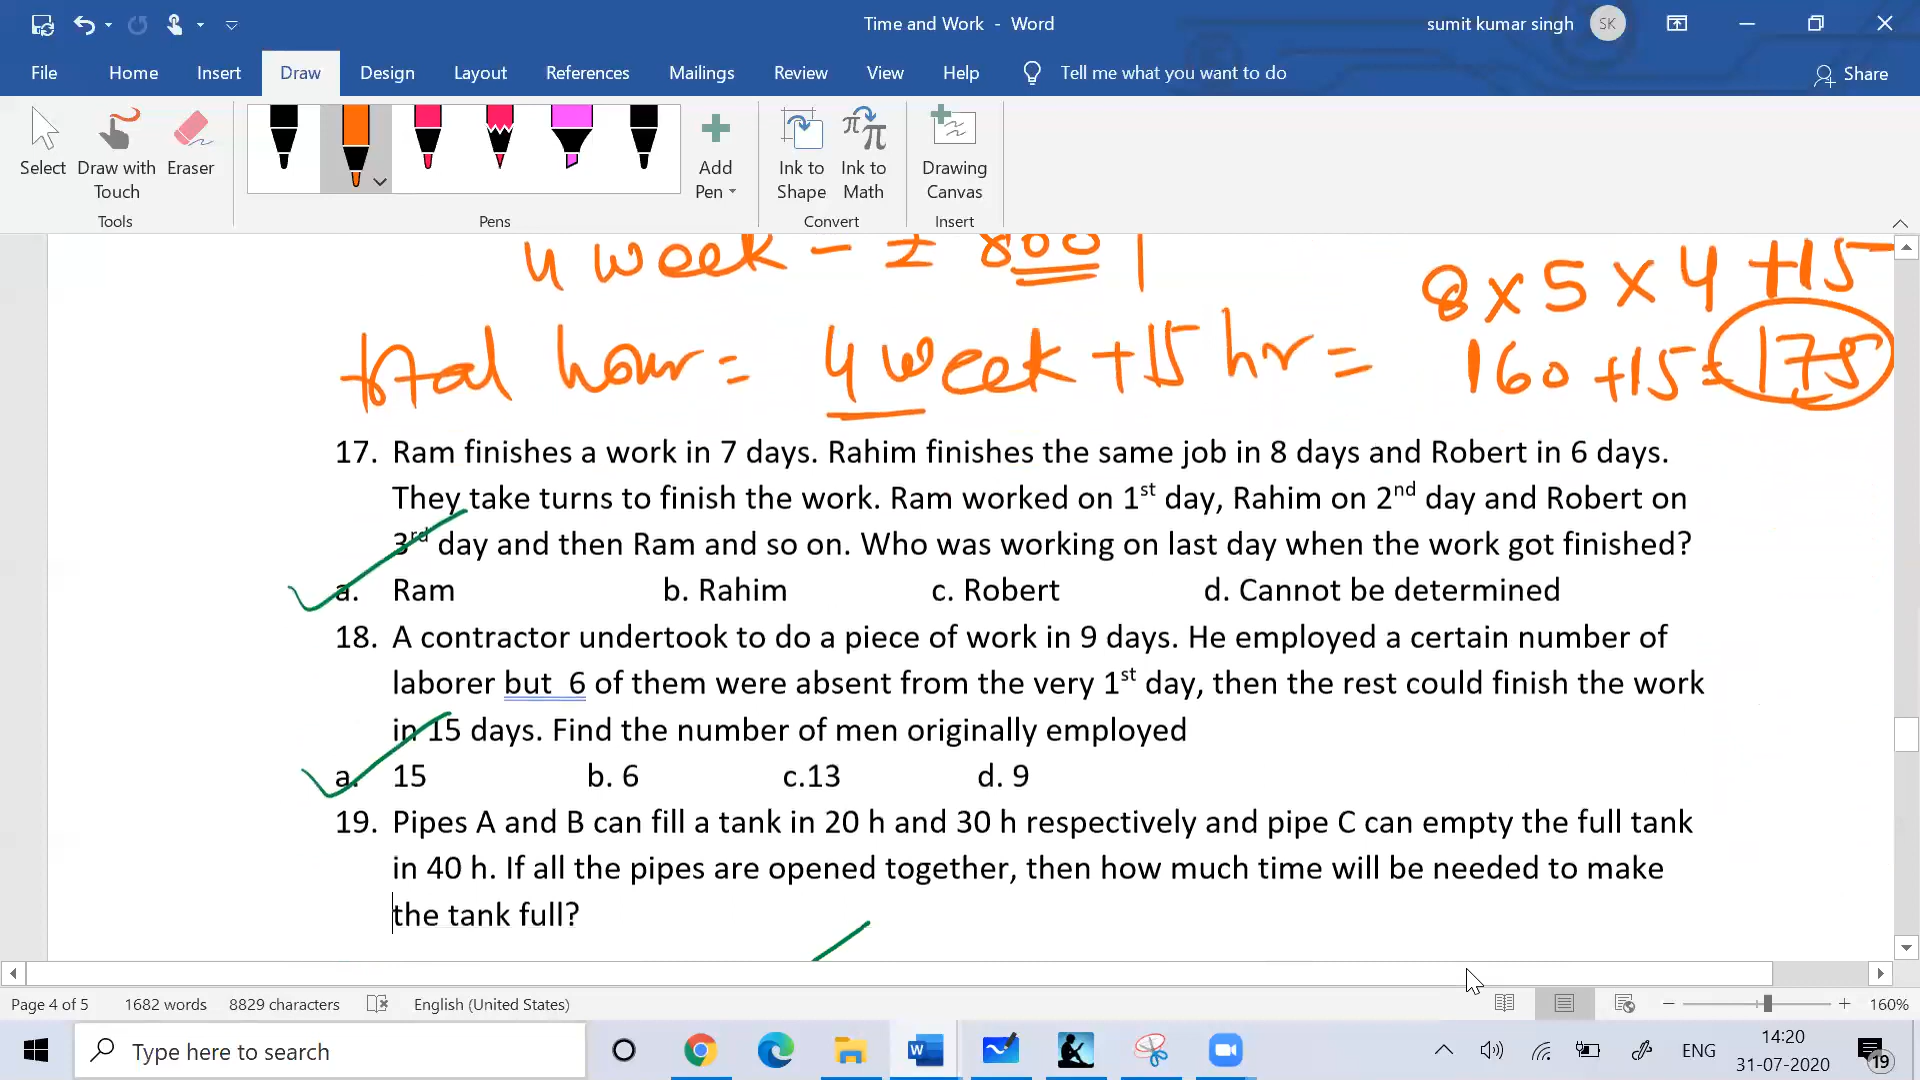 Time and Work - Word
sumit kumar singh
SK
File
Home
Insert
Draw
Design
Layout
References
Mailings
Review
View
Help
Tell me what you want to do
Share
Select
Draw with
Touch
Eraser
Add
Pen
Ink to
Shape
Ink to
Math
Drawing
Canvas
Tools
Pens
Convert
Insert
4 week - ± 800
8 x 5 x 4 +15
total hour = 4 week +15 hr =
160 +15 = 175
17. Ram finishes a work in 7 days. Rahim finishes the same job in 8 days and Robert in 6 days.
They take turns to finish the work. Ram worked on 1st day, Rahim on 2nd day and Robert on
3rd day and then Ram and so on. Who was working on last day when the work got finished?
a. Ram b. Rahim c. Robert d. Cannot be determined
18. A contractor undertook to do a piece of work in 9 days. He employed a certain number of
laborer but 6 of them were absent from the very 1st day, then the rest could finish the work
in 15 days. Find the number of men originally employed
a. 15 b. 6 c.13 d. 9
19. Pipes A and B can fill a tank in 20 h and 30 h respectively and pipe C can empty the full tank
in 40 h. If all the pipes are opened together, then how much time will be needed to make
the tank full?
Page 4 of 5 1682 words 8829 characters English (United States) 160%
Type here to search
ENG
14:20
31-07-2020
19